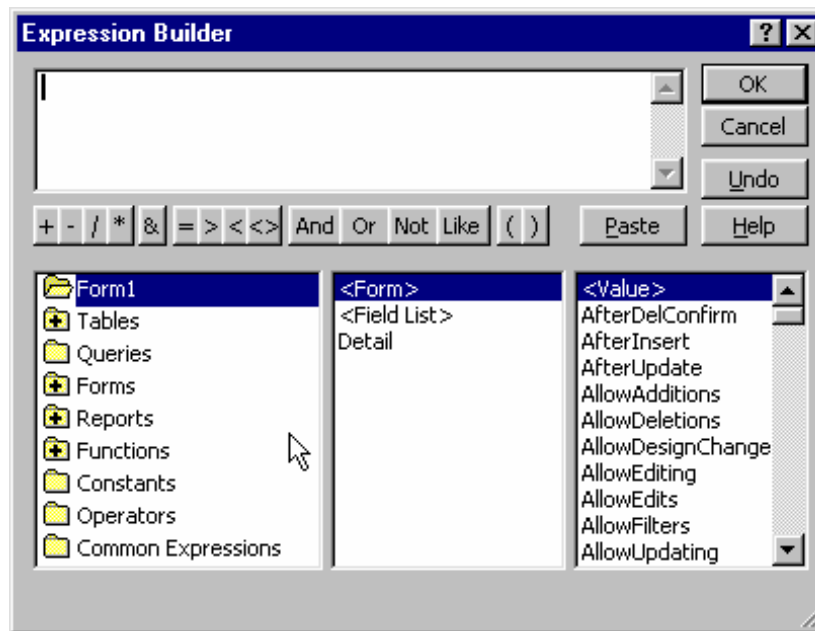 Expression Builder
OK
Cancel
Undo
+ - / * & = > < <> And Or Not Like ( ) Paste Help
Form1
Tables
Queries
Forms
Reports
Functions
Constants
Operators
Common Expressions
<Form>
<Field List>
Detail
<Value>
AfterDelConfirm
AfterInsert
AfterUpdate
AllowAdditions
AllowDeletions
AllowDesignChange
AllowEditing
AllowEdits
AllowFilters
AllowUpdating